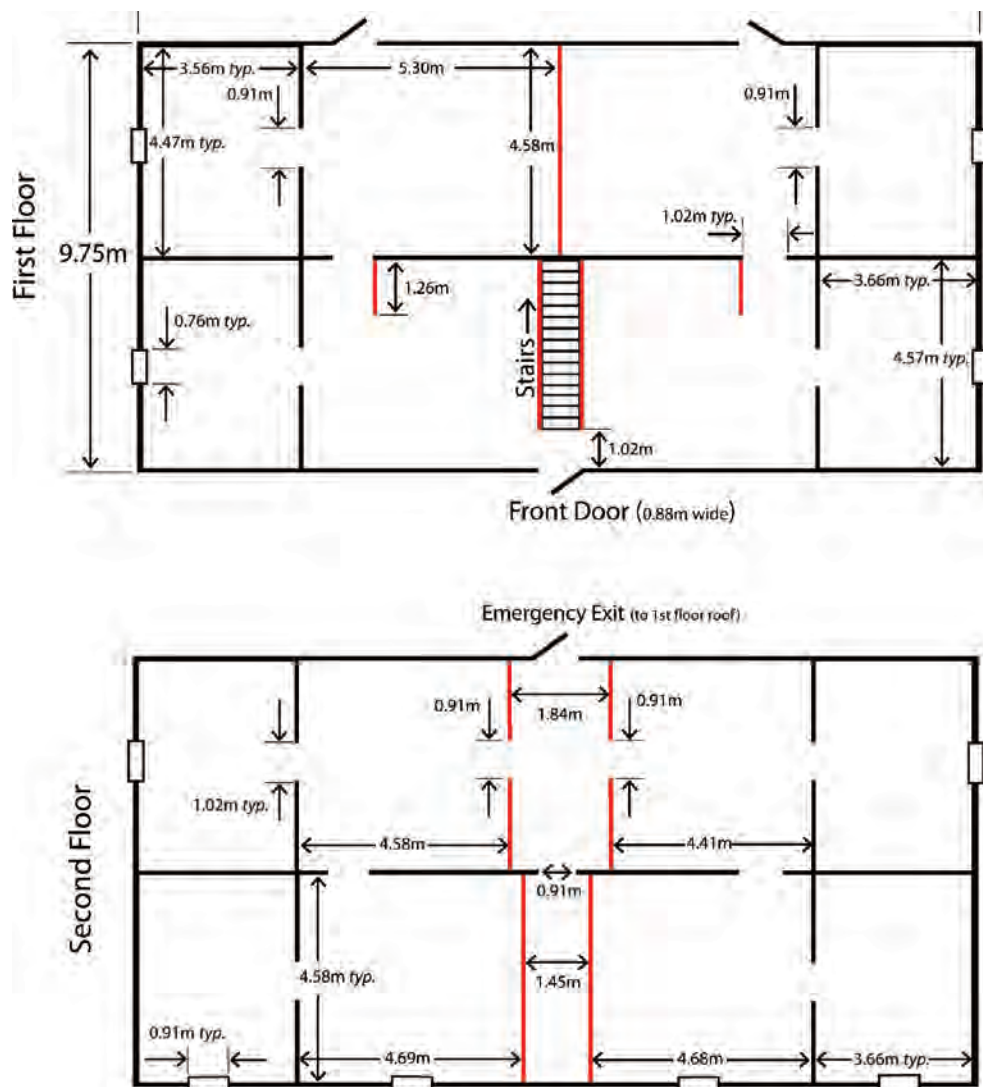 3.56m typ.
5.30m
0.91m
0.91m
4.47m typ.
4.58m
First Floor
9.75m
1.02m typ.
1.26m
3.66m typ.
0.76m typ.
Stairs
4.57m typ.
1.02m
Front Door (0.88m wide)
Emergency Exit (to 1st floor roof)
0.91m
0.91m
1.84m
Second Floor
1.02m typ.
4.58m
4.41m
0.91m
4.58m typ.
1.45m
0.91m typ.
4.69m
4.68m
3.66m typ.